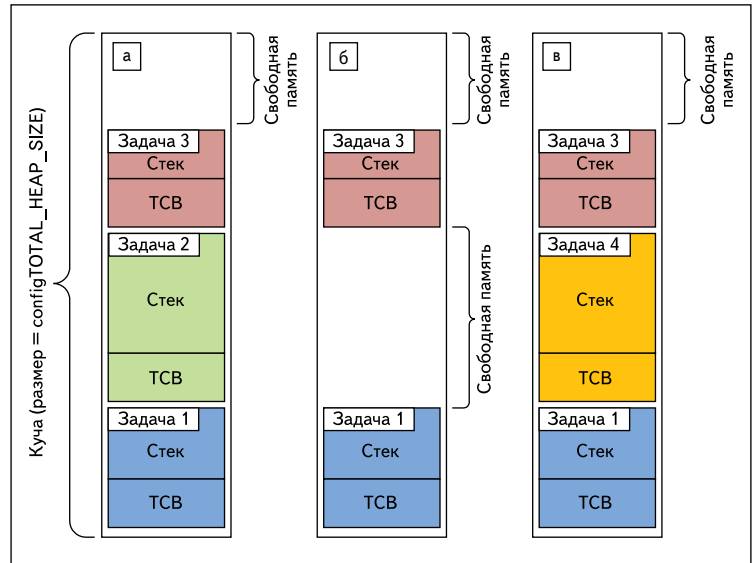 Куча (размер = configTOTAL_HEAP_SIZE)
а
Свободная
память
Задача 3
Стек
TCB
Задача 2
Стек
TCB
Задача 1
Стек
TCB
б
Свободная
память
Задача 3
Стек
TCB
Свободная память
Задача 1
Стек
TCB
в
Свободная
память
Задача 3
Стек
TCB
Задача 4
Стек
TCB
Задача 1
Стек
TCB